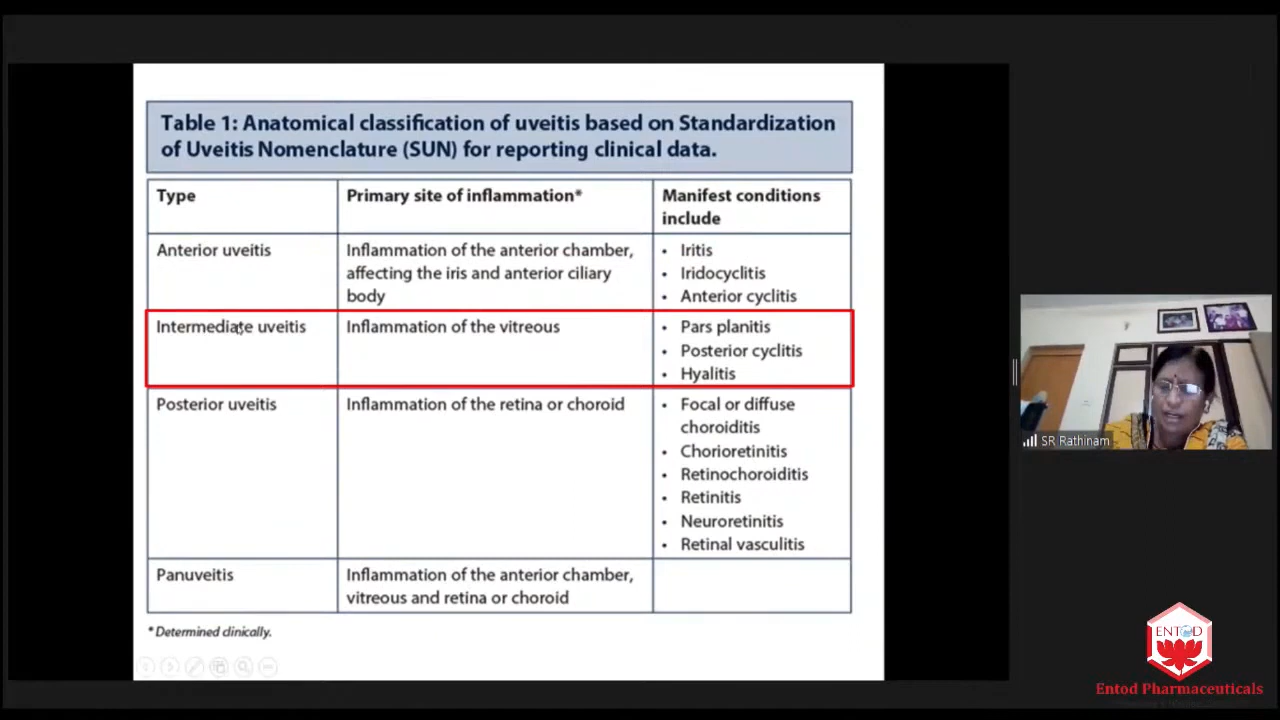 Table 1: Anatomical classification of uveitis based on Standardization
of Uveitis Nomenclature (SUN) for reporting clinical data.
Type
Primary site of inflammation*
Manifest conditions
include
Anterior uveitis
Inflammation of the anterior chamber,
affecting the iris and anterior ciliary
body
• Iritis
• Iridocyclitis
• Anterior cyclitis
Intermediate uveitis
Inflammation of the vitreous
• Pars planitis
• Posterior cyclitis
• Hyalitis
Posterior uveitis
Inflammation of the retina or choroid
• Focal or diffuse
choroiditis
• Chorioretinitis
• Retinochoroiditis
• Retinitis
• Neuroretinitis
• Retinal vasculitis
Panuveitis
Inflammation of the anterior chamber,
vitreous and retina or choroid
* Determined clinically.
SR Rathinam
ENTOD
Entod Pharmaceuticals